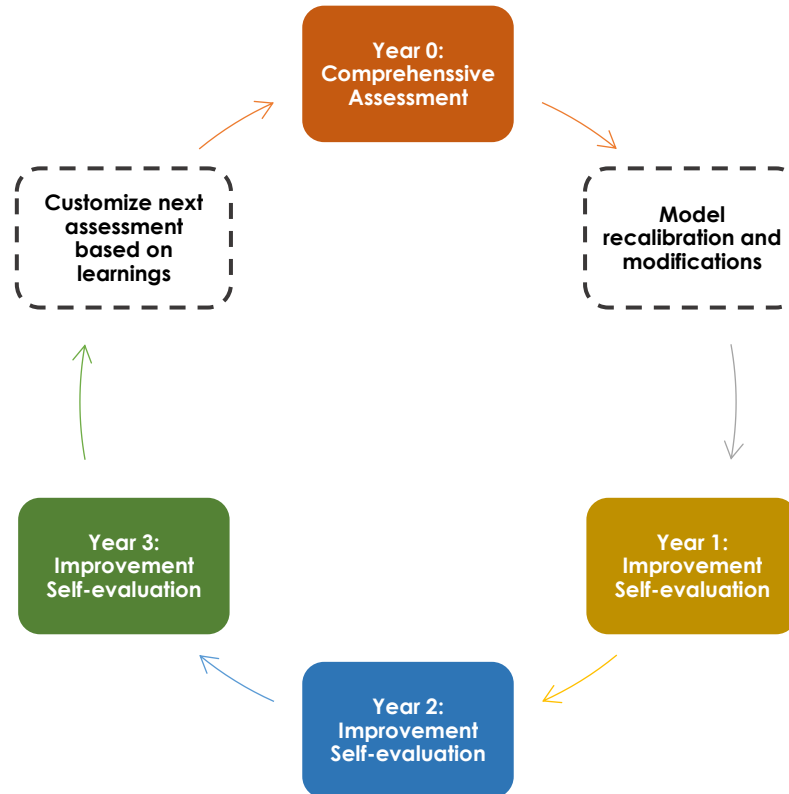 Year 0:
Comprehenssive
Assessment
Model
recalibration and
modifications
Year 1:
Improvement
Self-evaluation
Year 2:
Improvement
Self-evaluation
Year 3:
Improvement
Self-evaluation
Customize next
assessment
based on
learnings